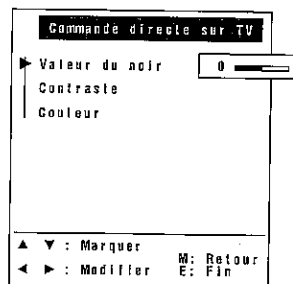 Commande directe sur TV
Valeur du noir 0
Contraste
Couleur
▲ ▼ : Marquer
M: Retour
◄ ► : Modifier E: Fin